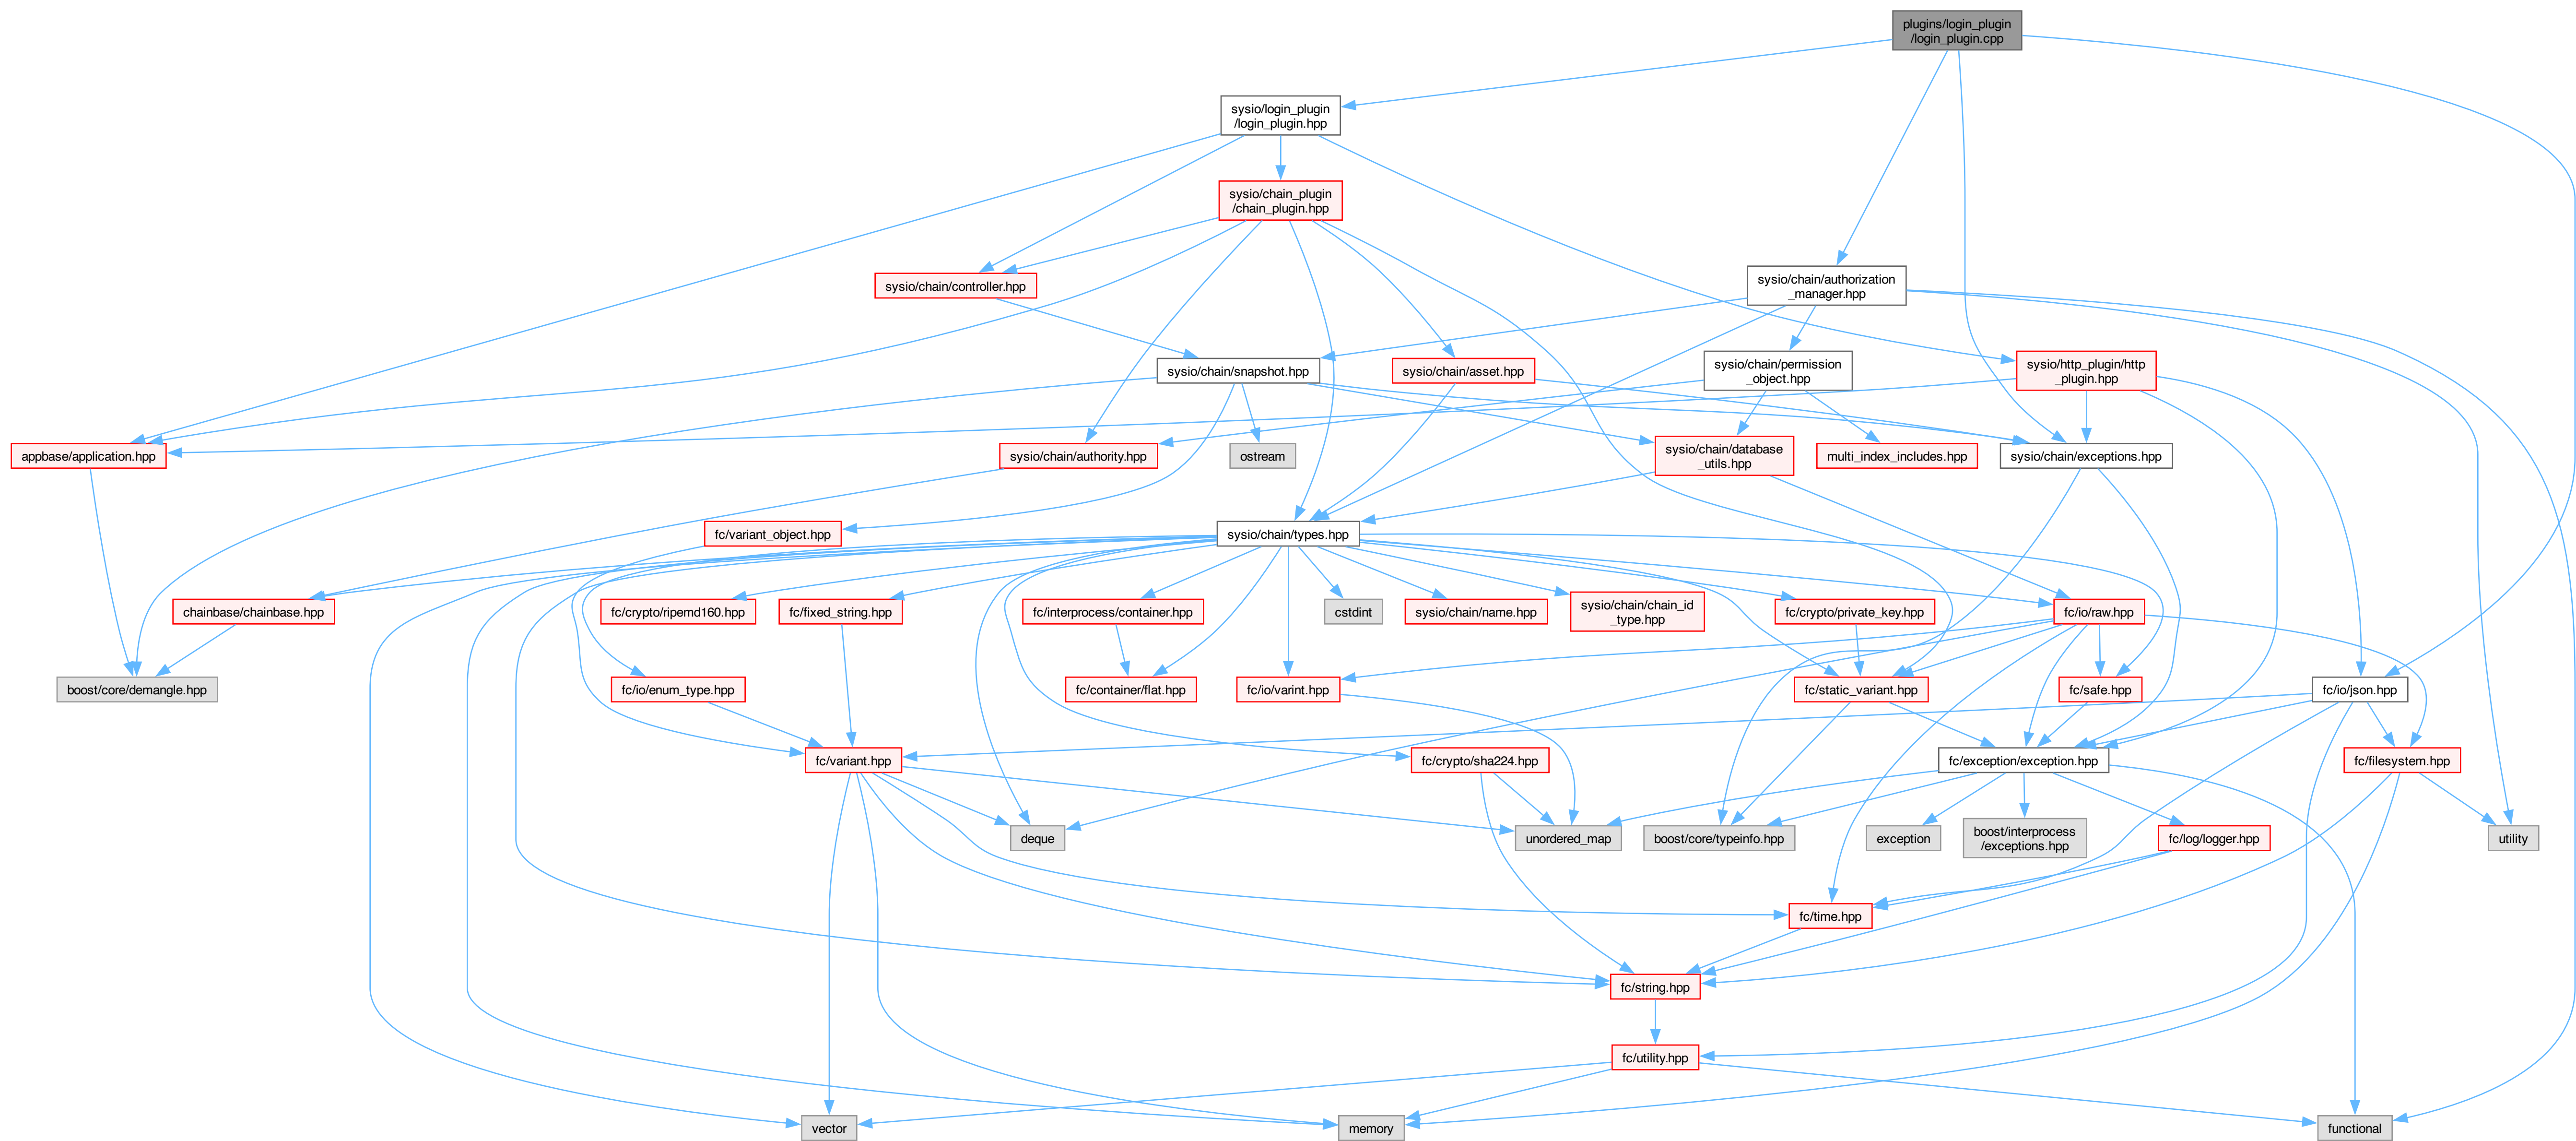 plugins/login_plugin
/login_plugin.cpp
sysio/login_plugin
/login_plugin.hpp
sysio/chain_plugin
/chain_plugin.hpp
sysio/chain/controller.hpp
sysio/chain/authorization
_manager.hpp
sysio/chain/snapshot.hpp
sysio/chain/asset.hpp
sysio/chain/permission
_object.hpp
sysio/http_plugin/http
_plugin.hpp
appbase/application.hpp
sysio/chain/authority.hpp
ostream
sysio/chain/database
_utils.hpp
multi_index_includes.hpp
sysio/chain/exceptions.hpp
fc/variant_object.hpp
sysio/chain/types.hpp
chainbase/chainbase.hpp
fc/crypto/ripemd160.hpp
fc/fixed_string.hpp
fc/interprocess/container.hpp
cstdint
sysio/chain/name.hpp
sysio/chain/chain_id
_type.hpp
fc/crypto/private_key.hpp
fc/io/raw.hpp
boost/core/demangle.hpp
fc/io/enum_type.hpp
fc/container/flat.hpp
fc/io/varint.hpp
fc/static_variant.hpp
fc/safe.hpp
fc/io/json.hpp
fc/variant.hpp
fc/crypto/sha224.hpp
fc/exception/exception.hpp
fc/filesystem.hpp
deque
unordered_map
boost/core/typeinfo.hpp
exception
boost/interprocess
/exceptions.hpp
fc/log/logger.hpp
utility
fc/time.hpp
fc/string.hpp
fc/utility.hpp
vector
memory
functional